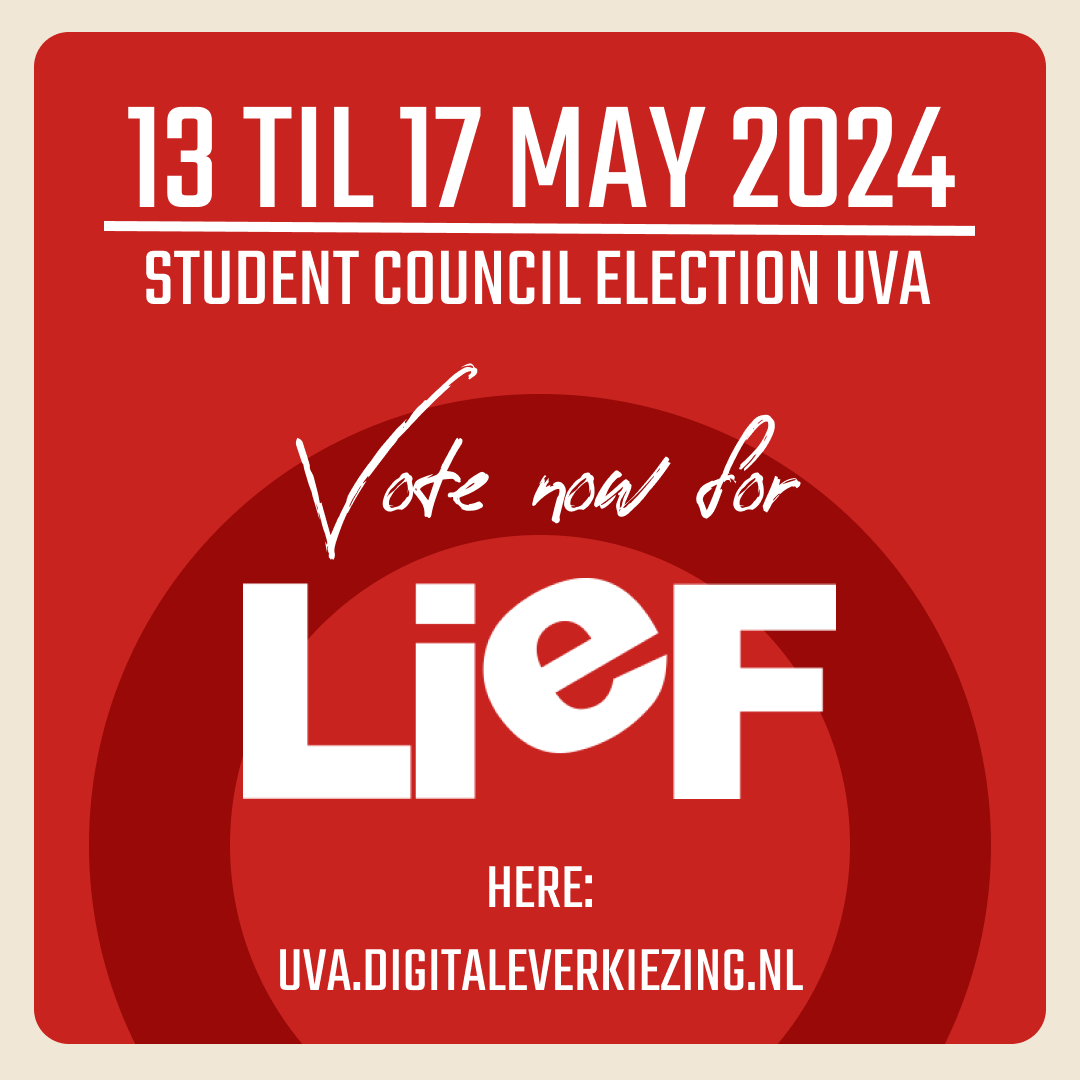 13 TIL 17 MAY 2024
STUDENT COUNCIL ELECTION UVA
Vote now for
LieF
HERE:
UVA.DIGITALEVERKIEZING.NL